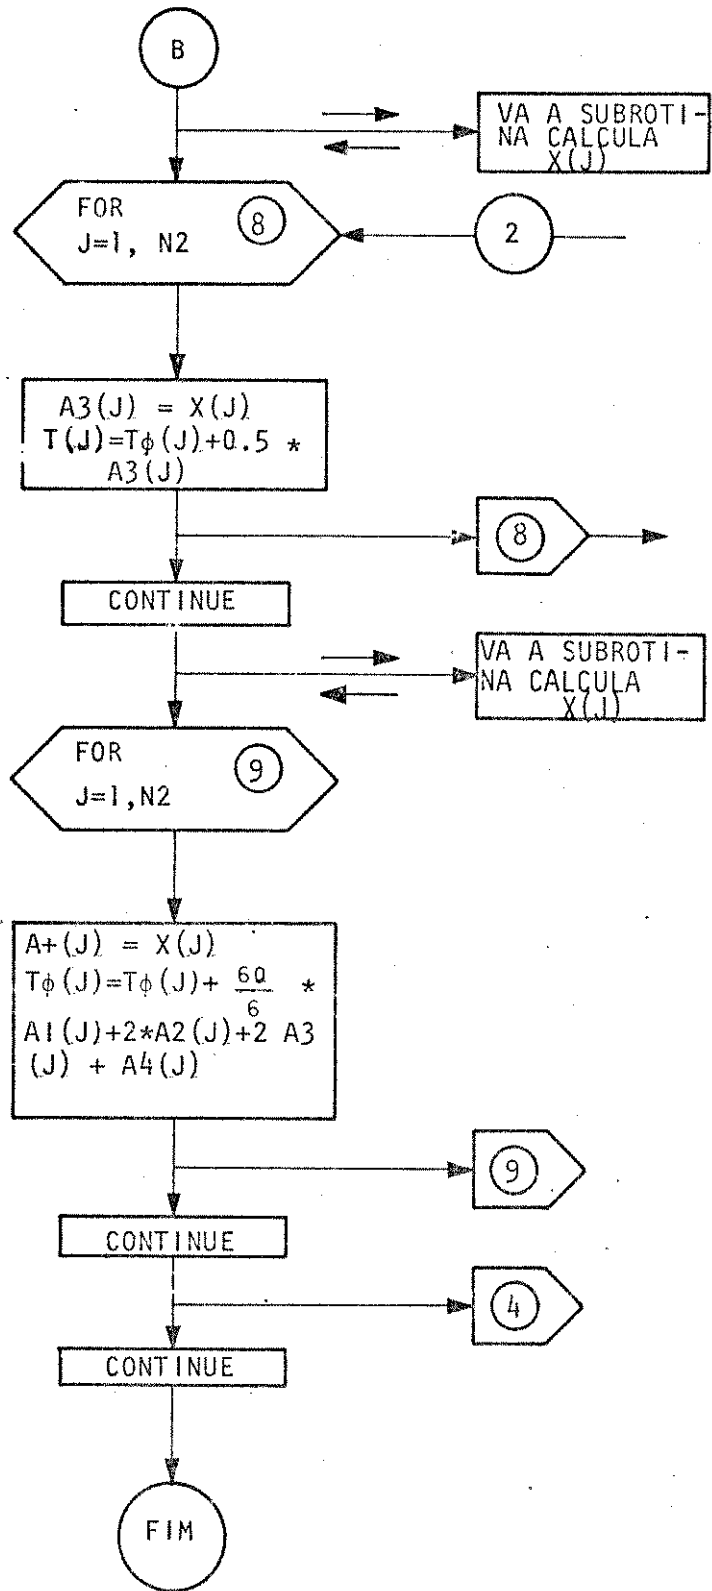 B
VA A SUBROTI-
NA CALCULA
X(J)
FOR
8
J=1, N2
2
A3(J) = X(J)
T(J)=Tϕ(J)+0.5 *
A3(J)
8
CONTINUE
VA A SUBROTI-
NA CALCULA
X(J)
FOR
9
J=1,N2
A+(J) = X(J)
Tϕ(J)=Tϕ(J)+ 60/6 *
A1(J)+2*A2(J)+2 A3
(J) + A4(J)
9
CONTINUE
4
CONTINUE
FIM